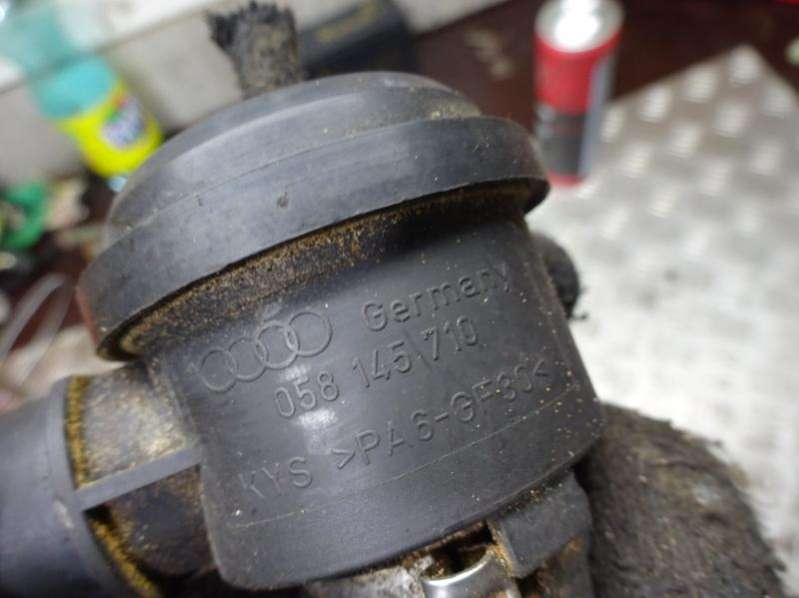 Germany
058 145 710
KYS >PA6-GF30<